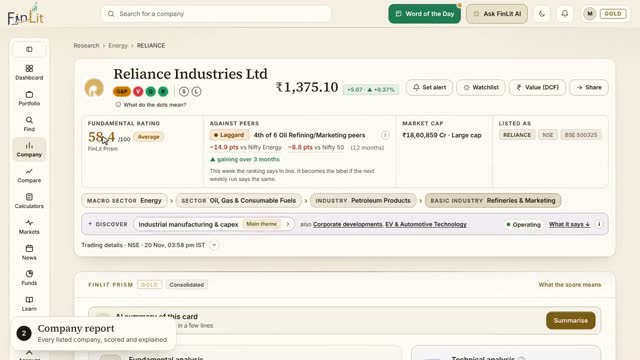 FinLit
Search for a company
Word of the Day
Ask FinLit AI
M GOLD
Research › Energy › RELIANCE
Dashboard
Portfolio
Find
Company
Compare
Calculators
Markets
News
Funds
Learn
Account
Reliance Industries Ltd
G&P V Q R S L
What do the dots mean?
₹1,375.10 +5.07 · ▲ +0.37%
Set alert
Watchlist
₹ Value (DCF)
Share
FUNDAMENTAL RATING
58.4 /100 Average
FinLit Prism
AGAINST PEERS
Laggard 4th of 6 Oil Refining/Marketing peers
−14.9 pts vs Nifty Energy −8.8 pts vs Nifty 50 (12 months)
▲ gaining over 3 months
This week the ranking says In line. It becomes the label if the next
weekly run says the same.
MARKET CAP
₹18,60,859 Cr · Large cap
LISTED AS
RELIANCE NSE BSE 500325
MACRO SECTOR Energy › SECTOR Oil, Gas & Consumable Fuels › INDUSTRY Petroleum Products › BASIC INDUSTRY Refineries & Marketing
DISCOVER Industrial manufacturing & capex Main theme › also Corporate developments, EV & Automotive Technology
Operating What it says ↓
Trading details · NSE · 20 Nov, 03:58 pm IST
FINLIT PRISM GOLD Consolidated
What the score means
AI summary of this card
in a few lines
Summarise
2 Company report
Every listed company, scored and explained
Fundamental analysis
Technical analysis